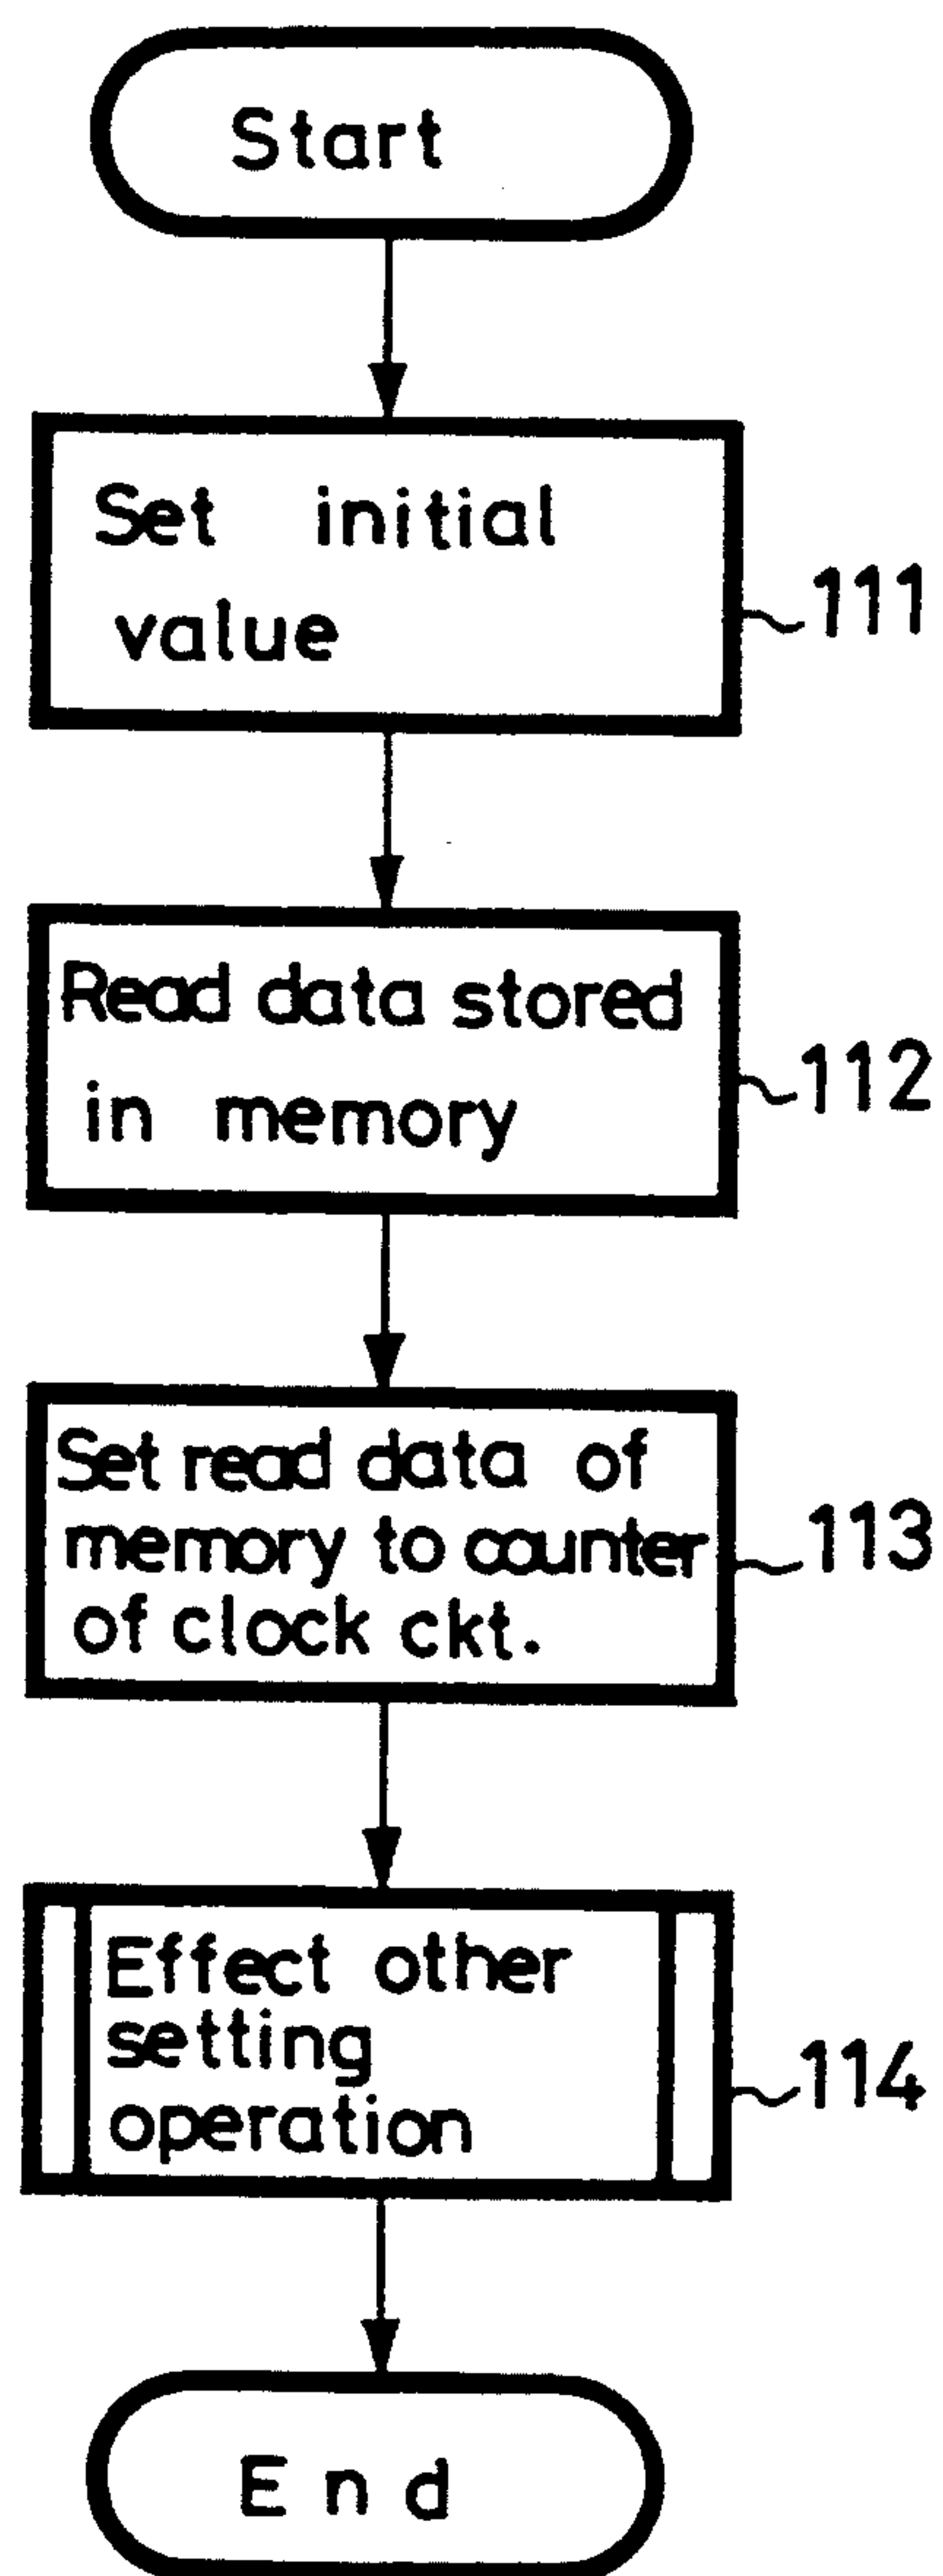 Start
Set initial
value
111
Read data stored
in memory
112
Set read data of
memory to counter
of clock ckt.
113
Effect other
setting
operation
114
End